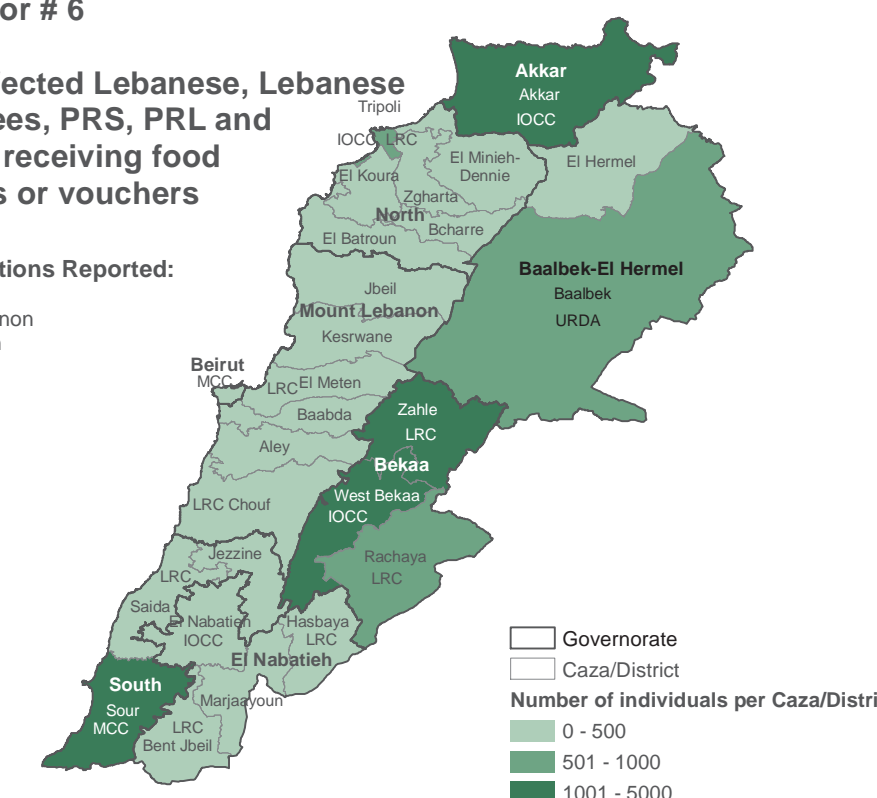 or # 6
ected Lebanese, Lebanese
ees, PRS, PRL and
receiving food
s or vouchers
tions Reported:
non
Akkar
Akkar
IOCC
Tripoli
IOCC LRC
El Koura
El Minieh-
Dennie
Zgharta
North
Bcharre
El Batroun
El Hermel
Baalbek-El Hermel
Baalbek
URDA
Jbeil
Mount Lebanon
Kesrwane
Beirut
MCC
LRC El Meten
Baabda
Aley
LRC Chouf
Zahle
LRC
Bekaa
West Bekaa
IOCC
Rachaya
LRC
Jezzine
LRC
Saida
El Nabatieh
IOCC
Hasbaya
LRC
El Nabatieh
Marjaayoun
South
Sour
MCC
LRC
Bent Jbeil
Governorate
Caza/District
Number of individuals per Caza/Distri
0 - 500
501 - 1000
1001 - 5000